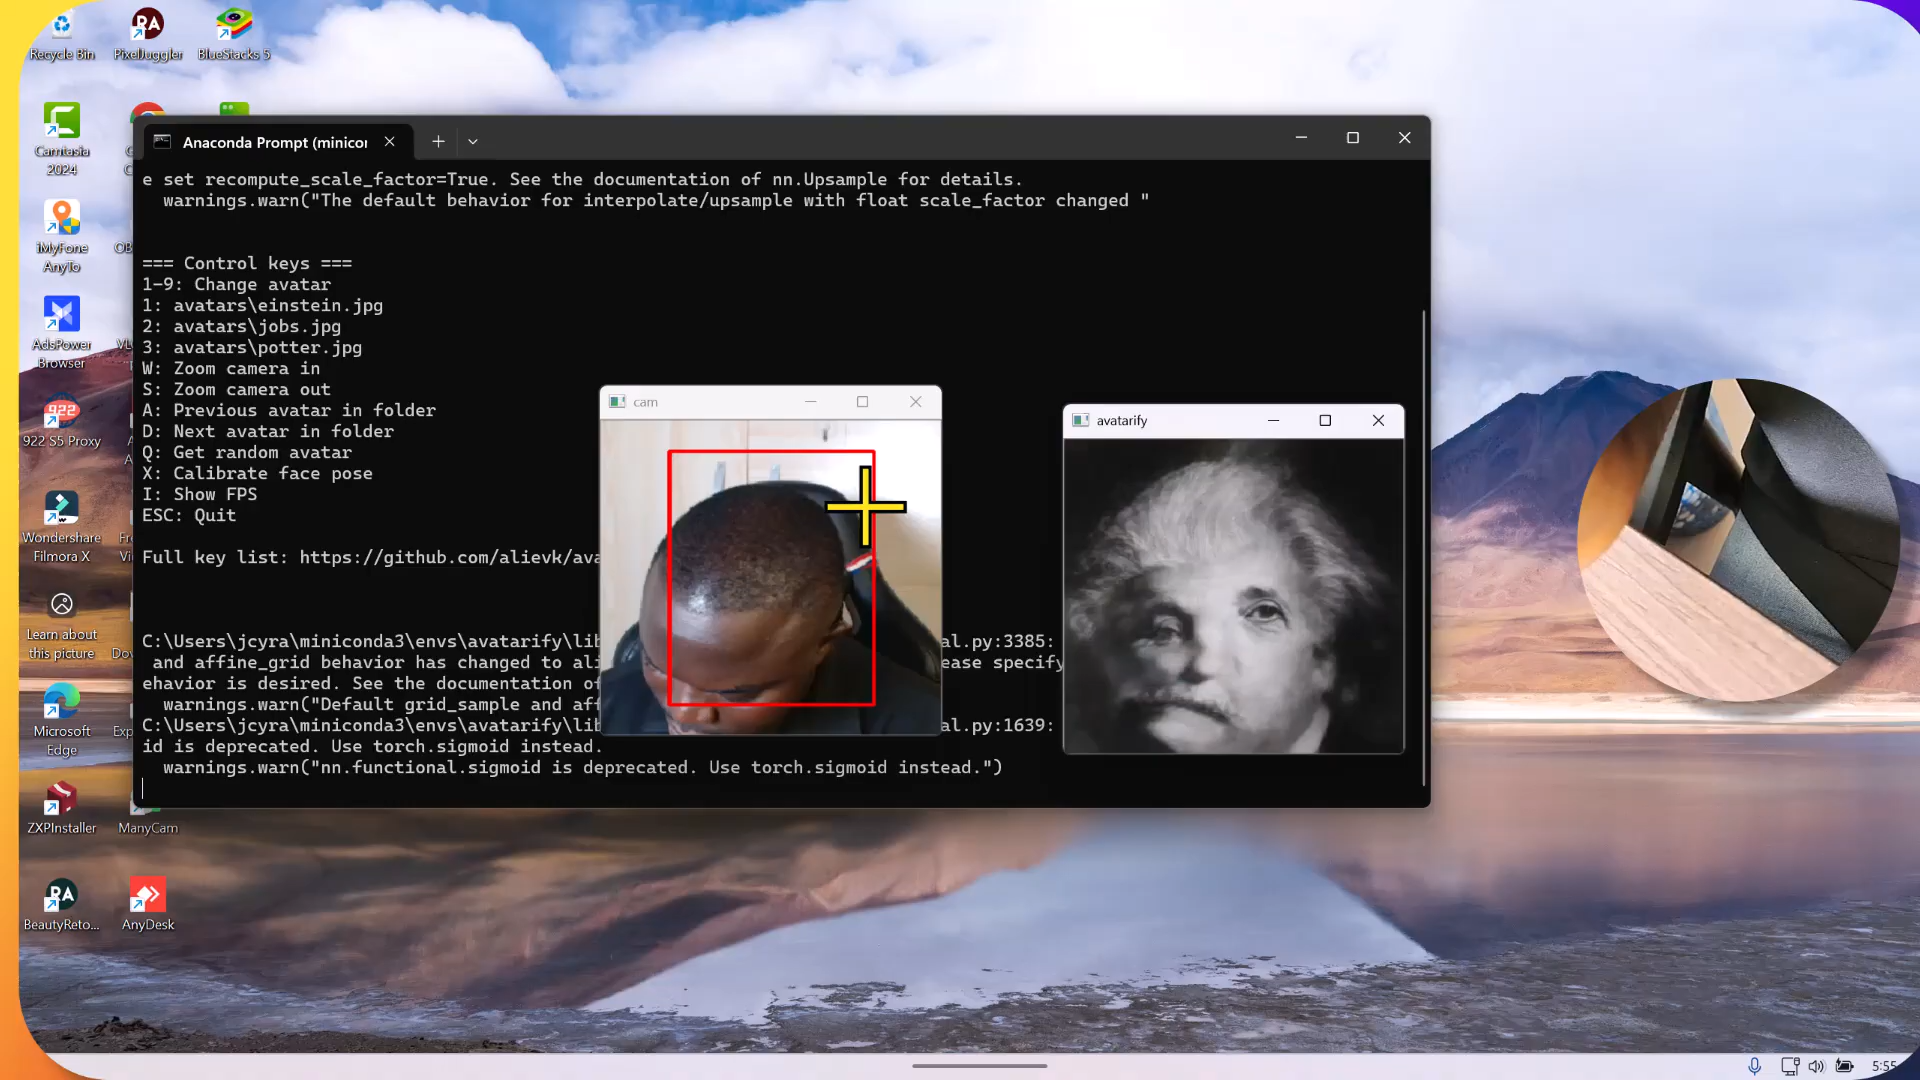 Recycle Bin
PixelJuggler
BlueStacks 5
Camtasia
2024
iMyFone
AnyTo
AdsPower
Browser
922 S5 Proxy
Wondershare
Filmora X
Learn about
this picture
Microsoft
Edge
ZXPInstaller
ManyCam
BeautyReto...
AnyDesk
Anaconda Prompt (minicor
e set recompute_scale_factor=True. See the documentation of nn.Upsample for details.
warnings.warn("The default behavior for interpolate/upsample with float scale_factor changed "
=== Control keys ===
1-9: Change avatar
1: avatars\einstein.jpg
2: avatars\jobs.jpg
3: avatars\potter.jpg
W: Zoom camera in
S: Zoom camera out
A: Previous avatar in folder
D: Next avatar in folder
Q: Get random avatar
X: Calibrate face pose
I: Show FPS
ESC: Quit
Full key list: https://github.com/alievk/ava
C:\Users\jcyra\miniconda3\envs\avatarify\lib al.py:3385:
and affine_grid behavior has changed to ali ease specify
ehavior is desired. See the documentation of
warnings.warn("Default grid_sample and aff
C:\Users\jcyra\miniconda3\envs\avatarify\lib al.py:1639:
id is deprecated. Use torch.sigmoid instead.
warnings.warn("nn.functional.sigmoid is deprecated. Use torch.sigmoid instead.")
cam
avatarify
RA
922
RA
5:55